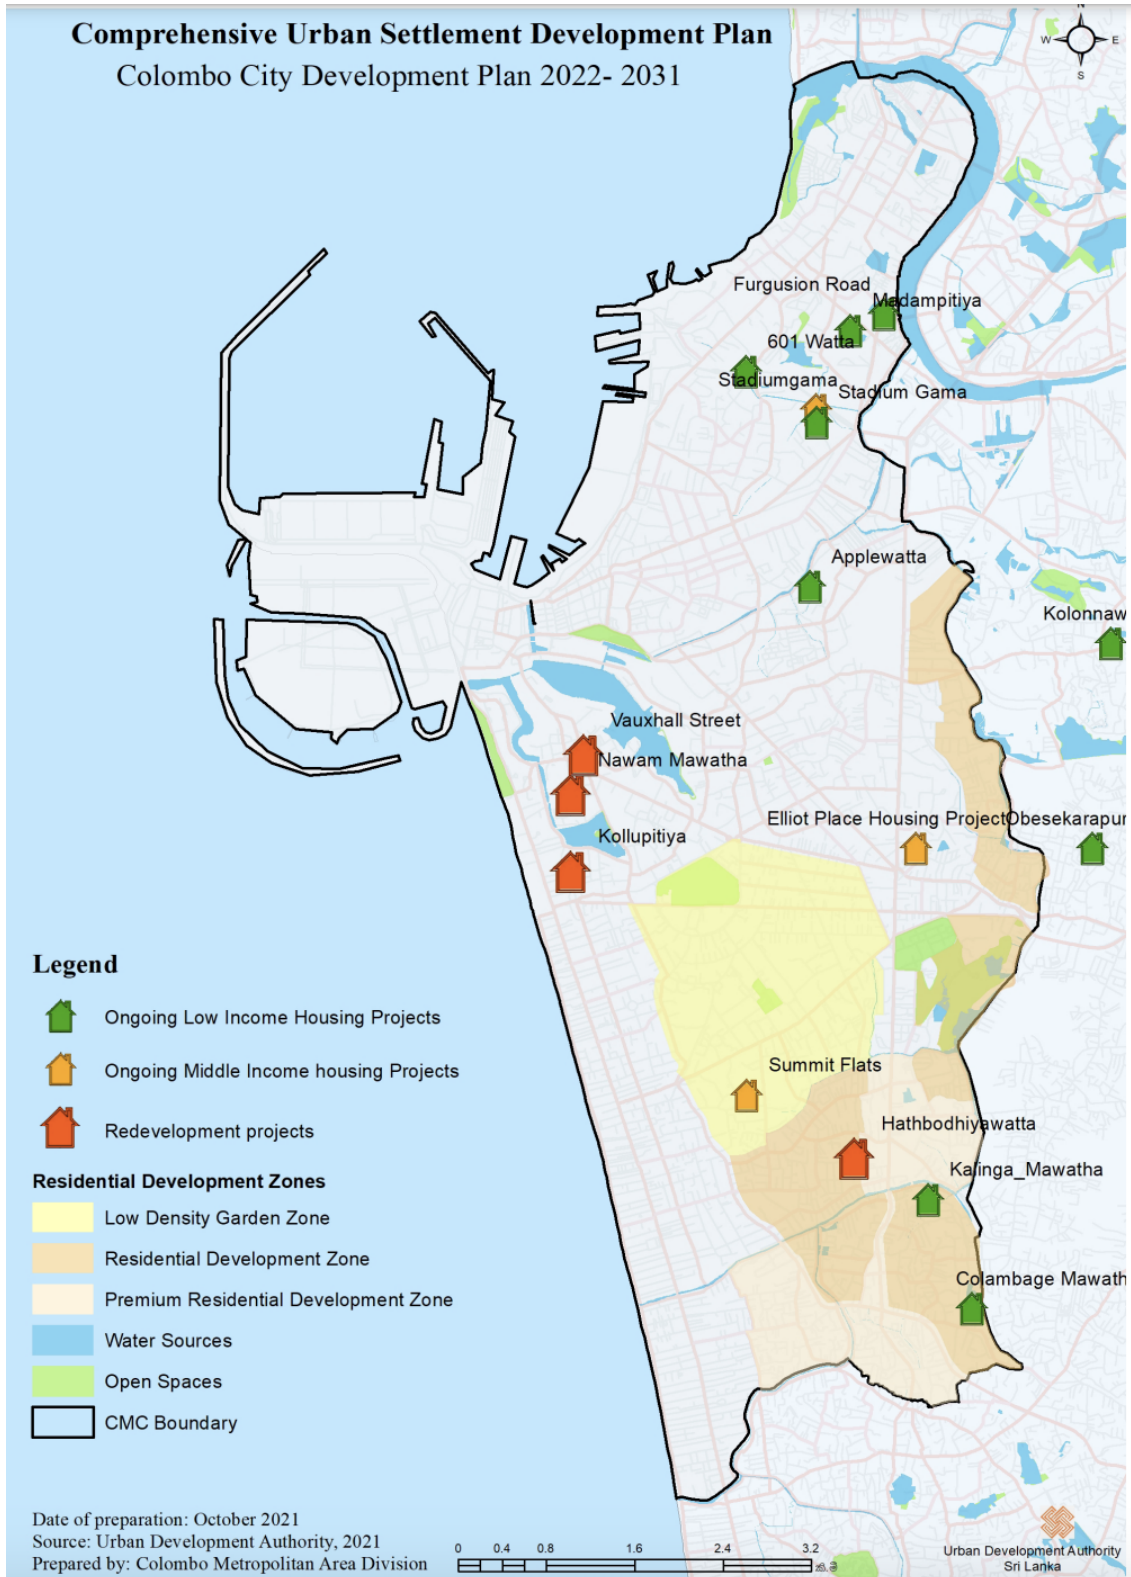 Comprehensive Urban Settlement Development Plan
Colombo City Development Plan 2022- 2031
N
W
E
S
Furgusion Road
Madampitiya
601 Watta
Stadiumgama
Stadium Gama
Applewatta
Kolonnaw
Vauxhall Street
Nawam Mawatha
Kollupitiya
Elliot Place Housing Project
Obesekarapur
Summit Flats
Hathbodhiyawatta
Kalinga_Mawatha
Colambage Mawath
Legend
Ongoing Low Income Housing Projects
Ongoing Middle Income housing Projects
Redevelopment projects
Residential Development Zones
Low Density Garden Zone
Residential Development Zone
Premium Residential Development Zone
Water Sources
Open Spaces
CMC Boundary
Date of preparation: October 2021
Source: Urban Development Authority, 2021
Prepared by: Colombo Metropolitan Area Division
0 0.4 0.8 1.6 2.4 3.2
Urban Development Authority
Sri Lanka